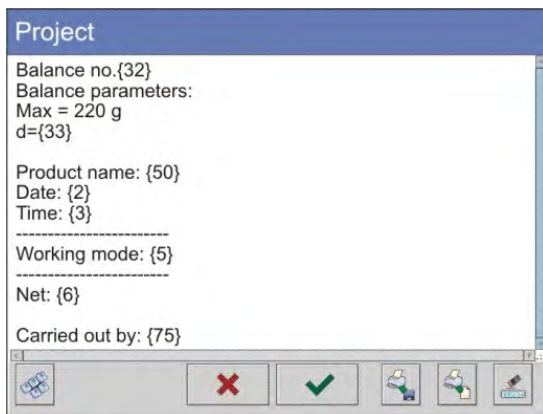 Project
Balance no.{32}
Balance parameters:
Max = 220 g
d={33}
Product name: {50}
Date: {2}
Time: {3}
------------------------
Working mode: {5}
------------------------
Net: {6}
Carried out by: {75}